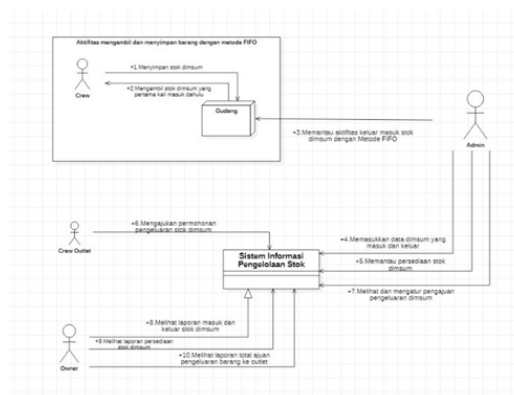 Aktifitas mengambil dan menyimpan barang dengan metode FIFO
+1.Menyimpan stok dimsum
+2.Mengambil stok dimsum yang
pertama kali masuk dahulu
Crew
Gudang
+3.Memantau aktifitas keluar masuk stok
dimsum dengan Metode FIFO
Admin
+6.Mengajukan permohonan
pengeluaran stok dimsum
Crew Outlet
+4.Memasukkan data dimsum yang
masuk dan keluar
Sistem Informasi
Pengelolaan Stok
+5.Memantau persediaan stok
dimsum
+7.Melihat dan mengatur pengajuan
pengeluaran dimsum
+8.Melihat laporan masuk dan
keluar stok dimsum
+9.Melihat laporan persediaan
stok dimsum
+10.Melihat laporan total ajuan
pengeluaran barang ke outlet
Owner